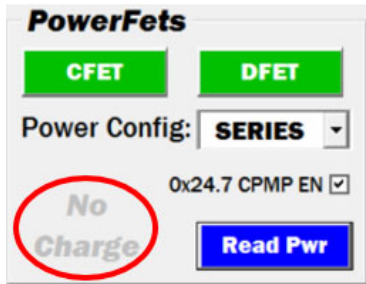 PowerFets
CFET DFET
Power Config: SERIES
0x24.7 CPMP EN
No
Charge
Read Pwr